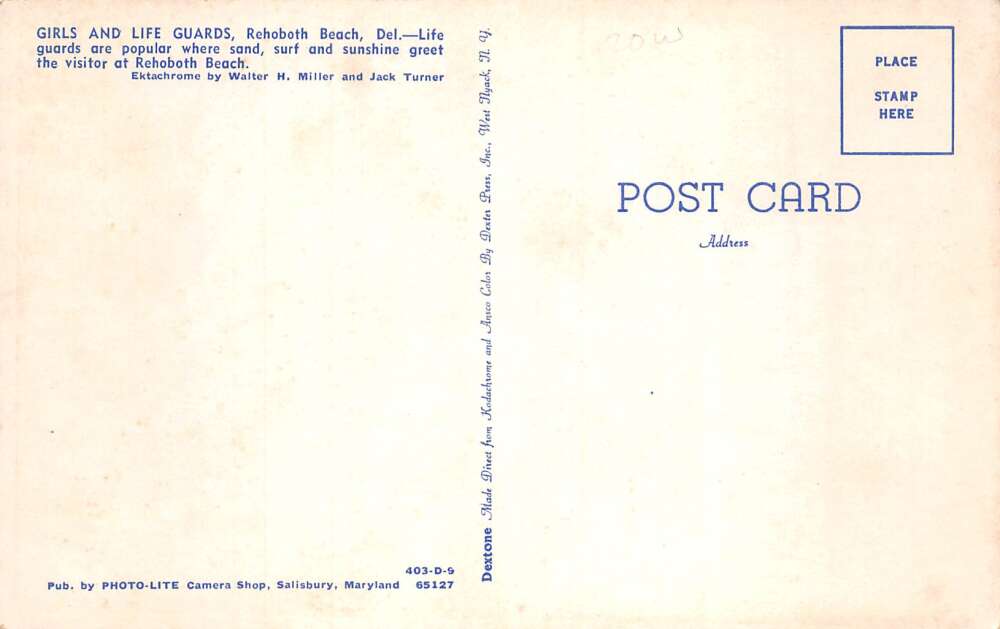 GIRLS AND LIFE GUARDS, Rehoboth Beach, Del.—Life
guards are popular where sand, surf and sunshine greet
the visitor at Rehoboth Beach.
Ektachrome by Walter H. Miller and Jack Turner
403-D-9
Pub. by PHOTO-LITE Camera Shop, Salisbury, Maryland 65127
Dextone Made Direct from Kodachrome and Ansco Color By Dexter Press, Inc., West Nyack, N. Y.
PLACE
STAMP
HERE
POST CARD
Address